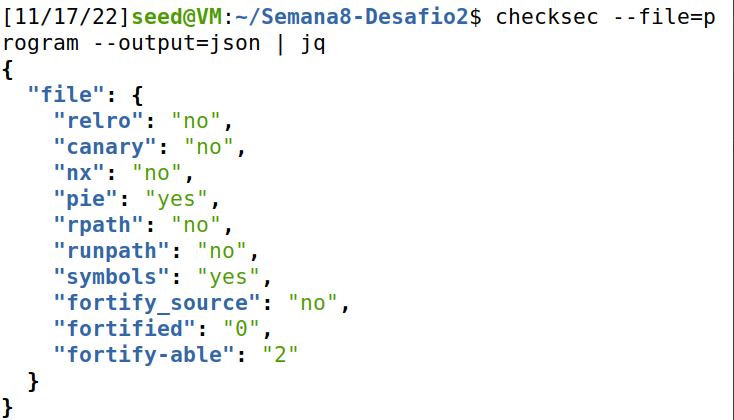 [11/17/22]seed@VM:~/Semana8-Desafio2$ checksec --file=p
rogram --output=json | jq
{
  "file": {
    "relro": "no",
    "canary": "no",
    "nx": "no",
    "pie": "yes",
    "rpath": "no",
    "runpath": "no",
    "symbols": "yes",
    "fortify_source": "no",
    "fortified": "0",
    "fortify-able": "2"
  }
}